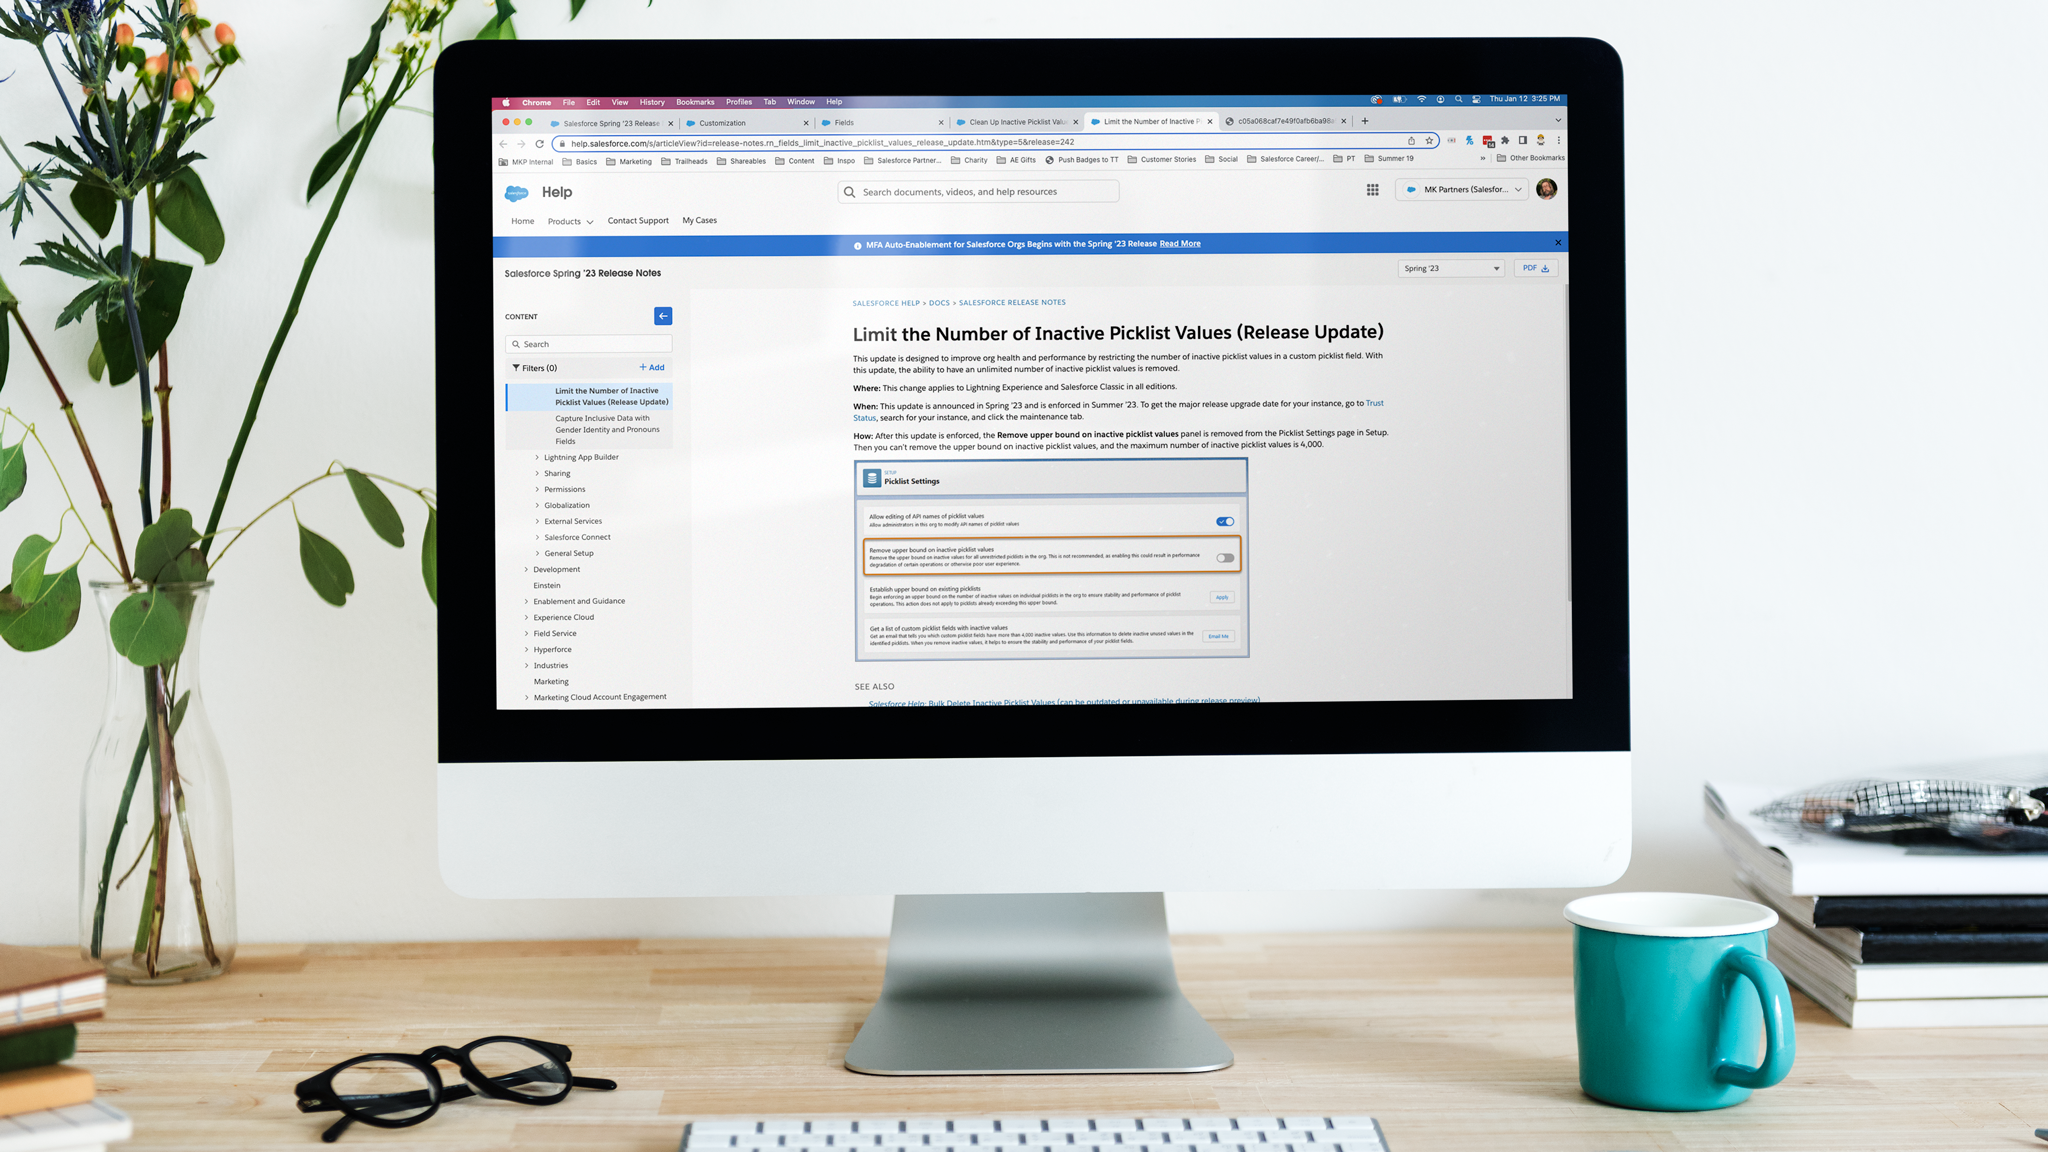 Chrome File Edit View History Bookmarks Profiles Tab Window Help Thu Jan 12 3:25 PM
Salesforce Spring '23 Release Customization Fields Clean Up Inactive Picklist Valu Limit the Number of Inactive P c05a068caf7e49f0afb6ba98
help.salesforce.com/s/articleView?id=release-notes.rn_fields_limit_inactive_picklist_values_release_update.htm&type=5&release=242
MKP Internal Basics Marketing Trailheads Shareables Content Inspo Salesforce Partner... Charity AE Gifts Push Badges to TT Customer Stories Social Salesforce Career/... PT Summer 19 » Other Bookmarks
Help
Search documents, videos, and help resources
MK Partners (Salesfor...
Home Products Contact Support My Cases
MFA Auto-Enablement for Salesforce Orgs Begins with the Spring '23 Release Read More
Salesforce Spring '23 Release Notes
Spring '23
PDF
CONTENT
Search
Filters (0)
+ Add
Limit the Number of Inactive
Picklist Values (Release Update)
Capture Inclusive Data with
Gender Identity and Pronouns
Fields
Lightning App Builder
Sharing
Permissions
Globalization
External Services
Salesforce Connect
General Setup
Development
Einstein
Enablement and Guidance
Experience Cloud
Field Service
Hyperforce
Industries
Marketing
Marketing Cloud Account Engagement
SALESFORCE HELP > DOCS > SALESFORCE RELEASE NOTES
Limit the Number of Inactive Picklist Values (Release Update)
This update is designed to improve org health and performance by restricting the number of inactive picklist values in a custom picklist field. With
this update, the ability to have an unlimited number of inactive picklist values is removed.
Where: This change applies to Lightning Experience and Salesforce Classic in all editions.
When: This update is announced in Spring '23 and is enforced in Summer '23. To get the major release upgrade date for your instance, go to Trust
Status, search for your instance, and click the maintenance tab.
How: After this update is enforced, the Remove upper bound on inactive picklist values panel is removed from the Picklist Settings page in Setup.
Then you can't remove the upper bound on inactive picklist values, and the maximum number of inactive picklist values is 4,000.
SETUP
Picklist Settings
Allow editing of API names of picklist values
Allow administrators in this org to modify API names of picklist values
Remove upper bound on inactive picklist values
Remove the upper bound on inactive values for all unrestricted picklists in the org. This is not recommended, as enabling this could result in performance
degradation of certain operations or otherwise poor user experience.
Establish upper bound on existing picklists
Begin enforcing an upper bound on the number of inactive values on individual picklists in the org to ensure stability and performance of picklist
operations. This action does not apply to picklists already exceeding this upper bound.
Apply
Get a list of custom picklist fields with inactive values
Get an email that tells you which custom picklist fields have more than 4,000 inactive values. Use this information to delete inactive unused values in the
identified picklists. When you remove inactive values, it helps to ensure the stability and performance of your picklist fields.
Email Me
SEE ALSO
Salesforce Help: Bulk Delete Inactive Picklist Values (can be outdated or unavailable during release preview)